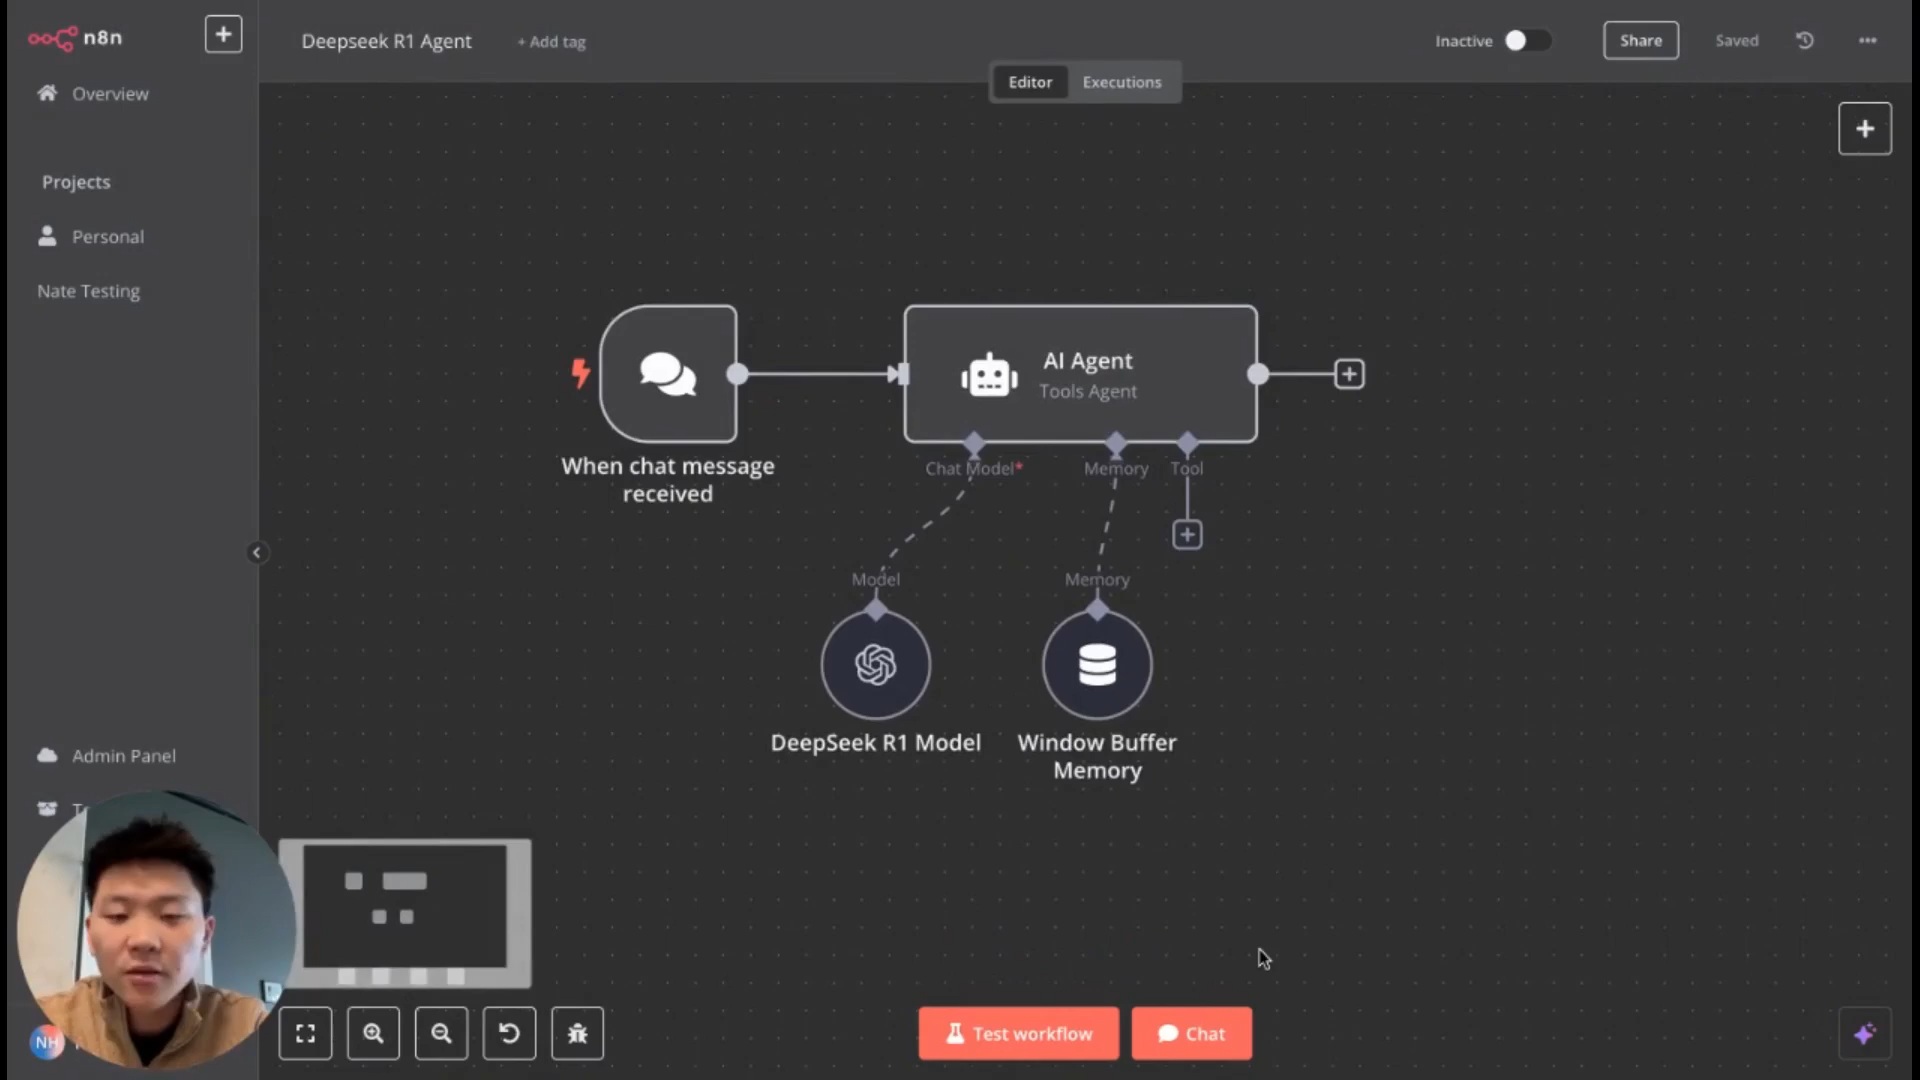 n8n
Deepseek R1 Agent
+ Add tag
Inactive
Share
Saved
Editor
Executions
Overview
Projects
Personal
Nate Testing
AI Agent
Tools Agent
When chat message
received
Chat Model*
Memory
Tool
Model
Memory
DeepSeek R1 Model
Window Buffer
Memory
Admin Panel
NH
Test workflow
Chat